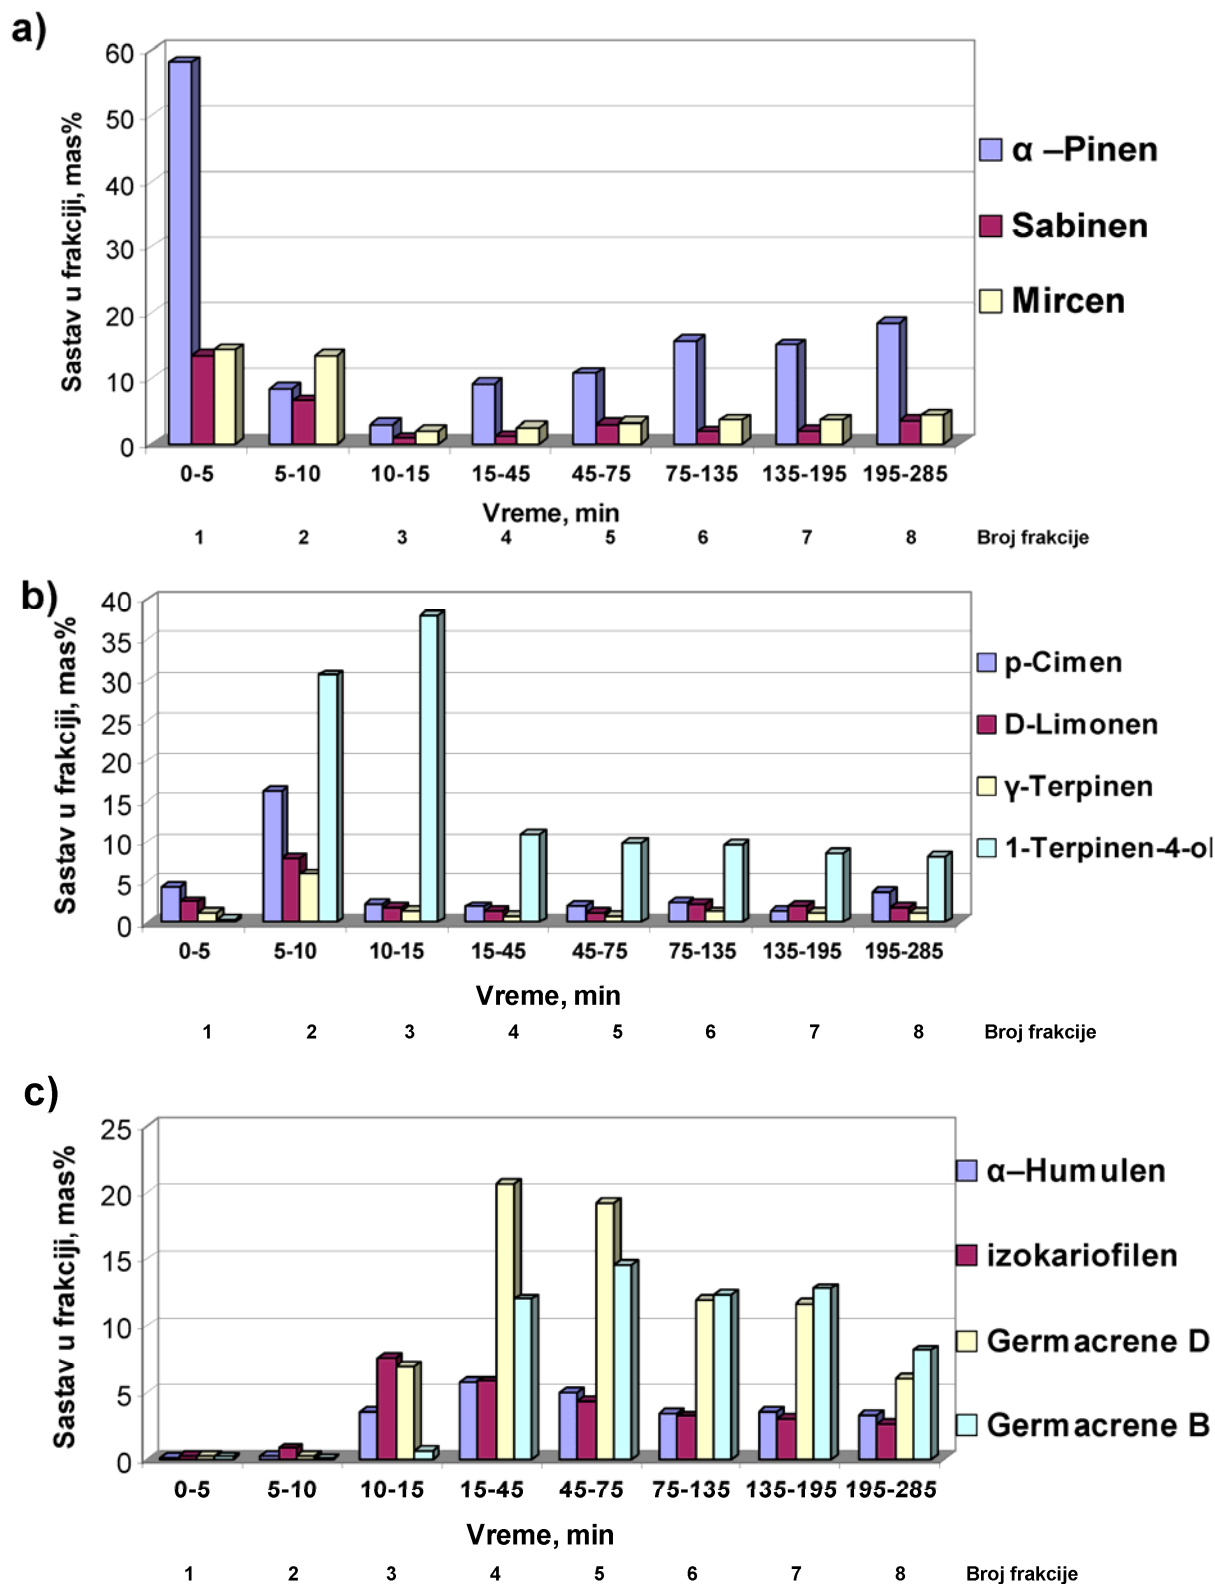 a)
Sastav u frakciji, mas%
60
50
40
30
20
10
0
α –Pinen
Sabinen
Mircen
0-5 5-10 10-15 15-45 45-75 75-135 135-195 195-285
Vreme, min
1 2 3 4 5 6 7 8 Broj frakcije
b)
Sastav u frakciji, mas%
40
35
30
25
20
15
10
5
0
p-Cimen
D-Limonen
γ-Terpinen
1-Terpinen-4-ol
0-5 5-10 10-15 15-45 45-75 75-135 135-195 195-285
Vreme, min
1 2 3 4 5 6 7 8 Broj frakcije
c)
Sastav u frakciji, mas%
25
20
15
10
5
0
α–Humulen
izokariofilen
Germacrene D
Germacrene B
0-5 5-10 10-15 15-45 45-75 75-135 135-195 195-285
Vreme, min
1 2 3 4 5 6 7 8 Broj frakcije